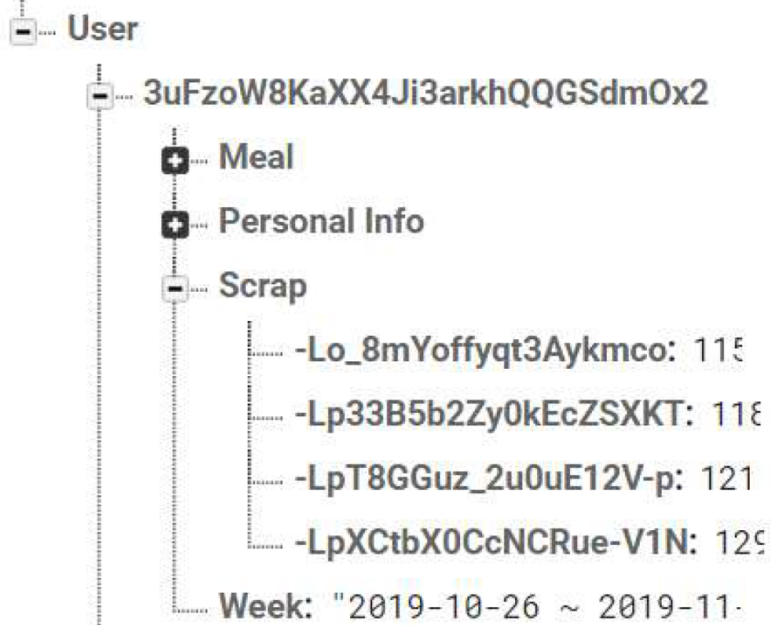 User
3uFzoW8KaXX4Ji3arkhQQGSdmOx2
Meal
Personal Info
Scrap
-Lo_8mYoffyqt3Aykmco:
-Lp33B5b2Zy0kEcZSXKT:
-LpT8GGuz_2u0uE12V-p: 121
-LpXCtbX0CcNCRue-V1N:
Week: "2019-10-26 ~ 2019-11-